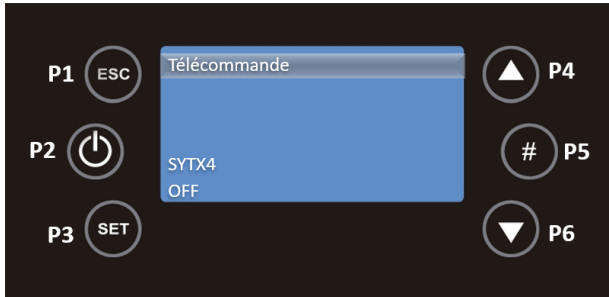 P1 ESC
Télécommande
P4
P2
# P5
SYTX4
OFF
P3 SET
P6